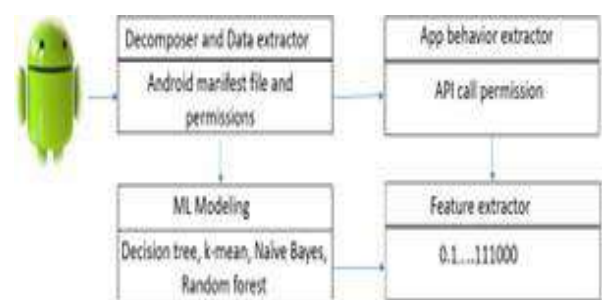 Decomposer and Data extractor
Android manifest file and
permissions
App behavior extractor
API call permission
ML Modeling
Decision tree, k-mean, Naïve Bayes,
Random forest
Feature extractor
0.1....111000